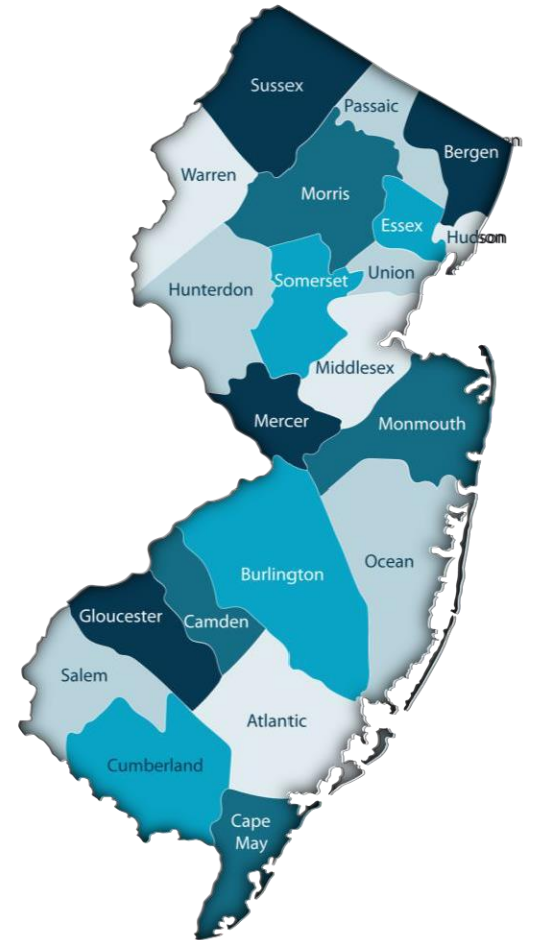 Sussex
Passaic
Bergen
Warren
Morris
Essex
Hudson
Union
Somerset
Hunterdon
Middlesex
Mercer
Monmouth
Ocean
Burlington
Gloucester
Camden
Salem
Atlantic
Cumberland
Cape
May